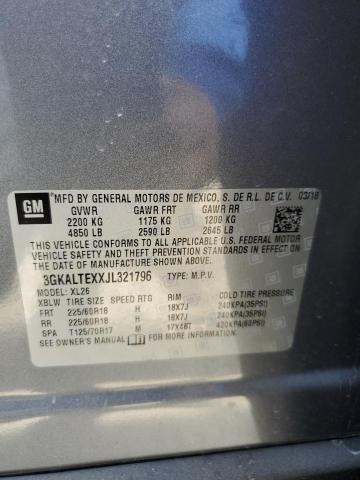 GM
*MFD BY GENERAL MOTORS DE MEXICO, S. DE R.L. DE C.V. 03/18
GVWR GAWR FRT GAWR RR
2200 KG 1175 KG 1200 KG
4850 LB 2590 LB 2645 LB
THIS VEHICLE CONFORMS TO ALL APPLICABLE
U.S. FEDERAL MOTOR VEHICLE SAFETY AND THEFT PREVENTION STANDARDS
IN EFFECT ON THE DATE OF MANUFACTURE SHOWN ABOVE.
3GKALTEXXJL321796 TYPE: M.P.V.
MODEL: XL26
XBLW TIRE SIZE SPEED RTG RIM COLD TIRE PRESSURE
FRT 225/60R18 H 18X7J 240KPA(35PSI)
RR 225/60R18 H 18X7J 240KPA(35PSI)
SPA T125/70R17 M 17X4BT 420KPA(60PSI)
SEE OWNER'S MANUAL FOR MORE INFORMATION.